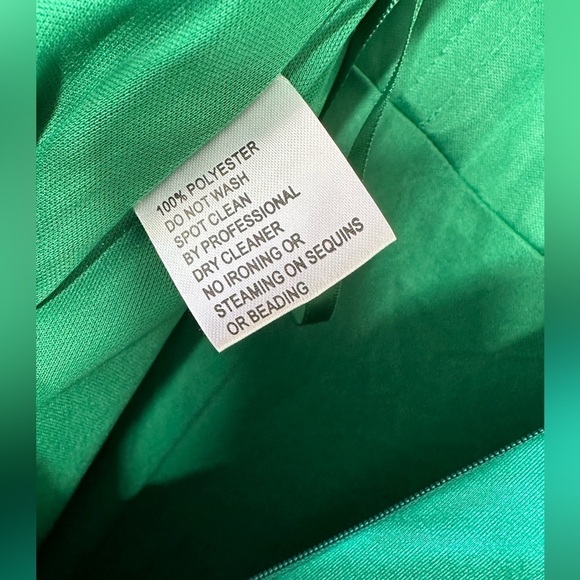 100% POLYESTER
DO NOT WASH
SPOT CLEAN
BY PROFESSIONAL
DRY CLEANER
NO IRONING OR
STEAMING ON SEQUINS
OR BEADING